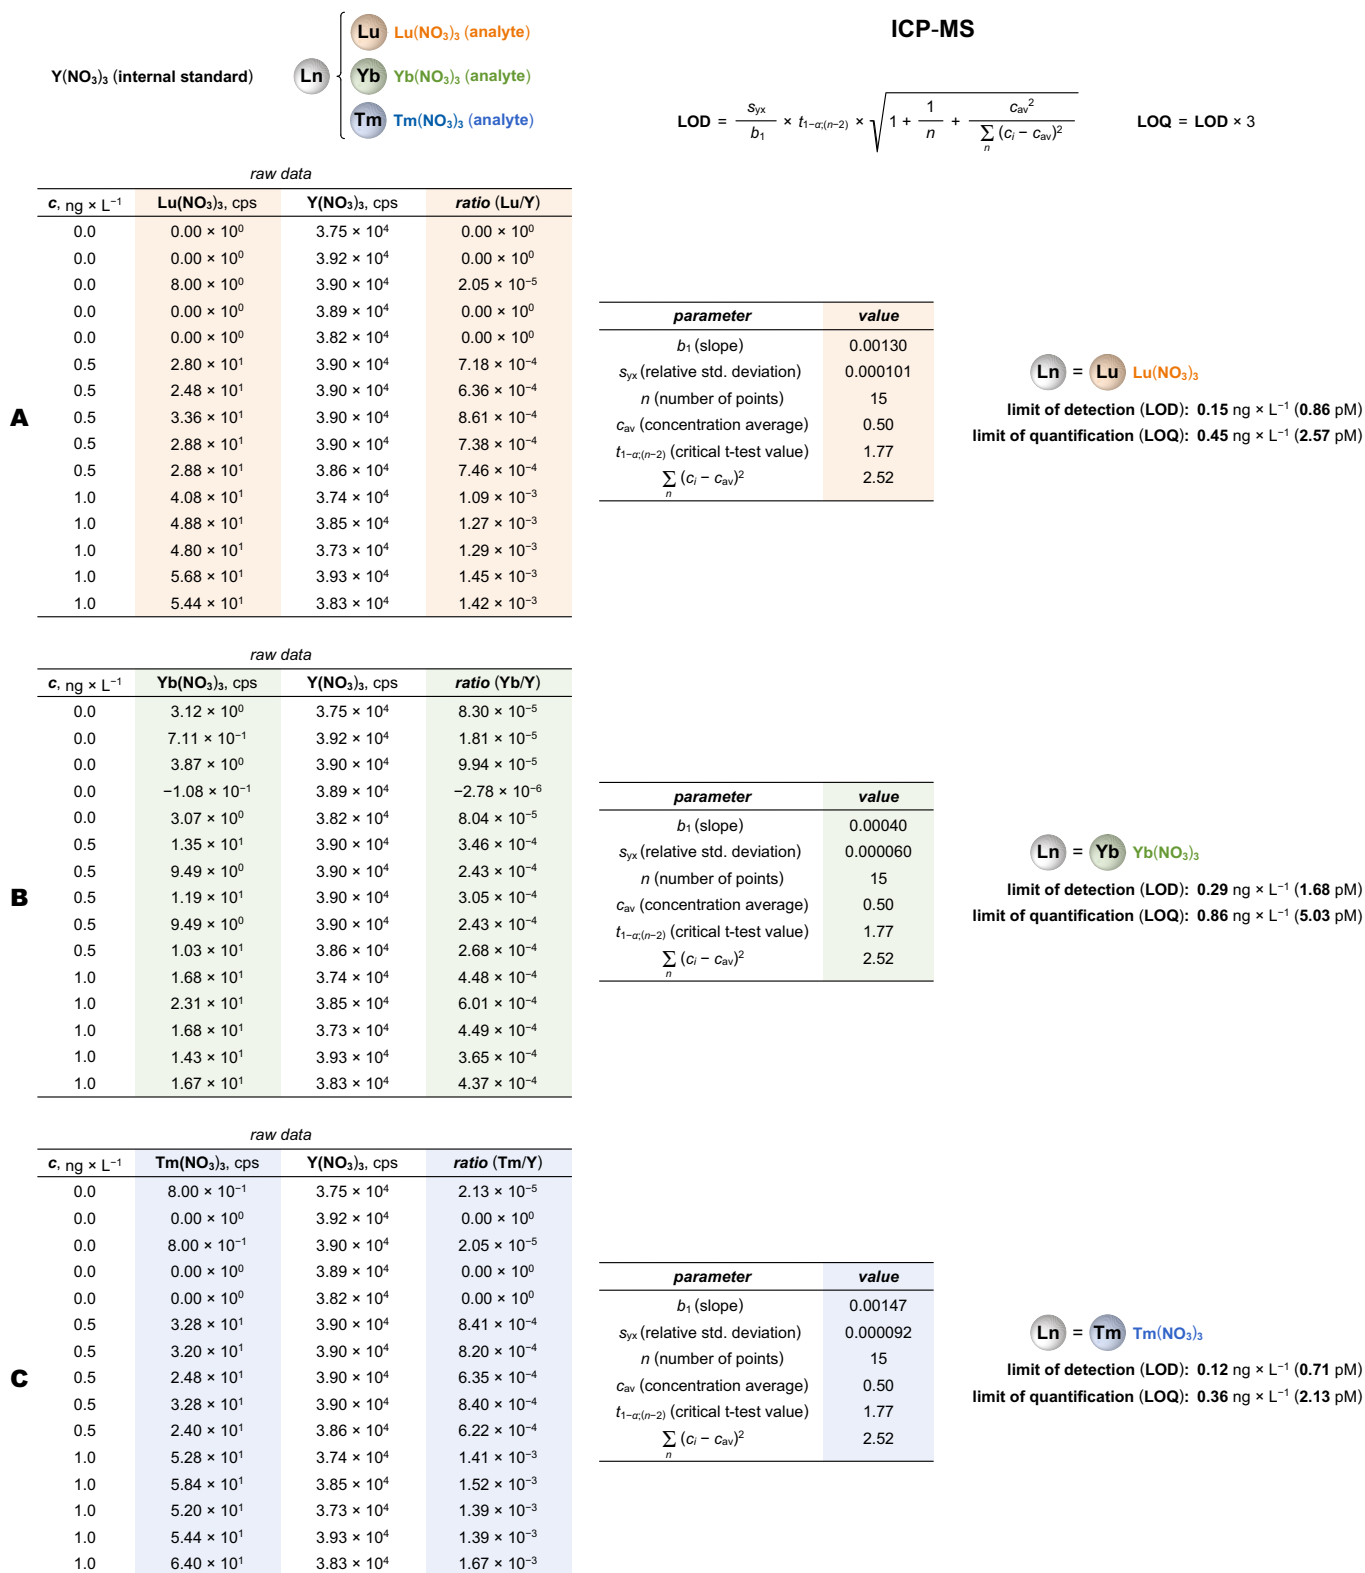 Y(NO₃)₃ (internal standard)
Ln
Lu Lu(NO₃)₃ (analyte)
Yb Yb(NO₃)₃ (analyte)
Tm Tm(NO₃)₃ (analyte)
ICP-MS
LOD = s_yx / b₁ × t₁₋α;(n−2) × √(1 + 1/n + c_av² / ∑n (cᵢ − c_av)²)
LOQ = LOD × 3
A
raw data
c, ng × L⁻¹ Lu(NO₃)₃, cps Y(NO₃)₃, cps ratio (Lu/Y)
0.0 0.00 × 10⁰ 3.75 × 10⁴ 0.00 × 10⁰
0.0 0.00 × 10⁰ 3.92 × 10⁴ 0.00 × 10⁰
0.0 8.00 × 10⁰ 3.90 × 10⁴ 2.05 × 10⁻⁵
0.0 0.00 × 10⁰ 3.89 × 10⁴ 0.00 × 10⁰
0.0 0.00 × 10⁰ 3.82 × 10⁴ 0.00 × 10⁰
0.5 2.80 × 10¹ 3.90 × 10⁴ 7.18 × 10⁻⁴
0.5 2.48 × 10¹ 3.90 × 10⁴ 6.36 × 10⁻⁴
0.5 3.36 × 10¹ 3.90 × 10⁴ 8.61 × 10⁻⁴
0.5 2.88 × 10¹ 3.90 × 10⁴ 7.38 × 10⁻⁴
0.5 2.88 × 10¹ 3.86 × 10⁴ 7.46 × 10⁻⁴
1.0 4.08 × 10¹ 3.74 × 10⁴ 1.09 × 10⁻³
1.0 4.88 × 10¹ 3.85 × 10⁴ 1.27 × 10⁻³
1.0 4.80 × 10¹ 3.73 × 10⁴ 1.29 × 10⁻³
1.0 5.68 × 10¹ 3.93 × 10⁴ 1.45 × 10⁻³
1.0 5.44 × 10¹ 3.83 × 10⁴ 1.42 × 10⁻³
parameter value
b₁ (slope) 0.00130
s_yx (relative std. deviation) 0.000101
n (number of points) 15
c_av (concentration average) 0.50
t₁₋α;(n−2) (critical t-test value) 1.77
∑n (cᵢ − c_av)² 2.52
Ln = Lu Lu(NO₃)₃
limit of detection (LOD): 0.15 ng × L⁻¹ (0.86 pM)
limit of quantification (LOQ): 0.45 ng × L⁻¹ (2.57 pM)
B
raw data
c, ng × L⁻¹ Yb(NO₃)₃, cps Y(NO₃)₃, cps ratio (Yb/Y)
0.0 3.12 × 10⁰ 3.75 × 10⁴ 8.30 × 10⁻⁵
0.0 7.11 × 10⁻¹ 3.92 × 10⁴ 1.81 × 10⁻⁵
0.0 3.87 × 10⁰ 3.90 × 10⁴ 9.94 × 10⁻⁵
0.0 −1.08 × 10⁻¹ 3.89 × 10⁴ −2.78 × 10⁻⁶
0.0 3.07 × 10⁰ 3.82 × 10⁴ 8.04 × 10⁻⁵
0.5 1.35 × 10¹ 3.90 × 10⁴ 3.46 × 10⁻⁴
0.5 9.49 × 10⁰ 3.90 × 10⁴ 2.43 × 10⁻⁴
0.5 1.19 × 10¹ 3.90 × 10⁴ 3.05 × 10⁻⁴
0.5 9.49 × 10⁰ 3.90 × 10⁴ 2.43 × 10⁻⁴
0.5 1.03 × 10¹ 3.86 × 10⁴ 2.68 × 10⁻⁴
1.0 1.68 × 10¹ 3.74 × 10⁴ 4.48 × 10⁻⁴
1.0 2.31 × 10¹ 3.85 × 10⁴ 6.01 × 10⁻⁴
1.0 1.68 × 10¹ 3.73 × 10⁴ 4.49 × 10⁻⁴
1.0 1.43 × 10¹ 3.93 × 10⁴ 3.65 × 10⁻⁴
1.0 1.67 × 10¹ 3.83 × 10⁴ 4.37 × 10⁻⁴
parameter value
b₁ (slope) 0.00040
s_yx (relative std. deviation) 0.000060
n (number of points) 15
c_av (concentration average) 0.50
t₁₋α;(n−2) (critical t-test value) 1.77
∑n (cᵢ − c_av)² 2.52
Ln = Yb Yb(NO₃)₃
limit of detection (LOD): 0.29 ng × L⁻¹ (1.68 pM)
limit of quantification (LOQ): 0.86 ng × L⁻¹ (5.03 pM)
C
raw data
c, ng × L⁻¹ Tm(NO₃)₃, cps Y(NO₃)₃, cps ratio (Tm/Y)
0.0 8.00 × 10⁻¹ 3.75 × 10⁴ 2.13 × 10⁻⁵
0.0 0.00 × 10⁰ 3.92 × 10⁴ 0.00 × 10⁰
0.0 8.00 × 10⁻¹ 3.90 × 10⁴ 2.05 × 10⁻⁵
0.0 0.00 × 10⁰ 3.89 × 10⁴ 0.00 × 10⁰
0.0 0.00 × 10⁰ 3.82 × 10⁴ 0.00 × 10⁰
0.5 3.28 × 10¹ 3.90 × 10⁴ 8.41 × 10⁻⁴
0.5 3.20 × 10¹ 3.90 × 10⁴ 8.20 × 10⁻⁴
0.5 2.48 × 10¹ 3.90 × 10⁴ 6.35 × 10⁻⁴
0.5 3.28 × 10¹ 3.90 × 10⁴ 8.40 × 10⁻⁴
0.5 2.40 × 10¹ 3.86 × 10⁴ 6.22 × 10⁻⁴
1.0 5.28 × 10¹ 3.74 × 10⁴ 1.41 × 10⁻³
1.0 5.84 × 10¹ 3.85 × 10⁴ 1.52 × 10⁻³
1.0 5.20 × 10¹ 3.73 × 10⁴ 1.39 × 10⁻³
1.0 5.44 × 10¹ 3.93 × 10⁴ 1.39 × 10⁻³
1.0 6.40 × 10¹ 3.83 × 10⁴ 1.67 × 10⁻³
parameter value
b₁ (slope) 0.00147
s_yx (relative std. deviation) 0.000092
n (number of points) 15
c_av (concentration average) 0.50
t₁₋α;(n−2) (critical t-test value) 1.77
∑n (cᵢ − c_av)² 2.52
Ln = Tm Tm(NO₃)₃
limit of detection (LOD): 0.12 ng × L⁻¹ (0.71 pM)
limit of quantification (LOQ): 0.36 ng × L⁻¹ (2.13 pM)